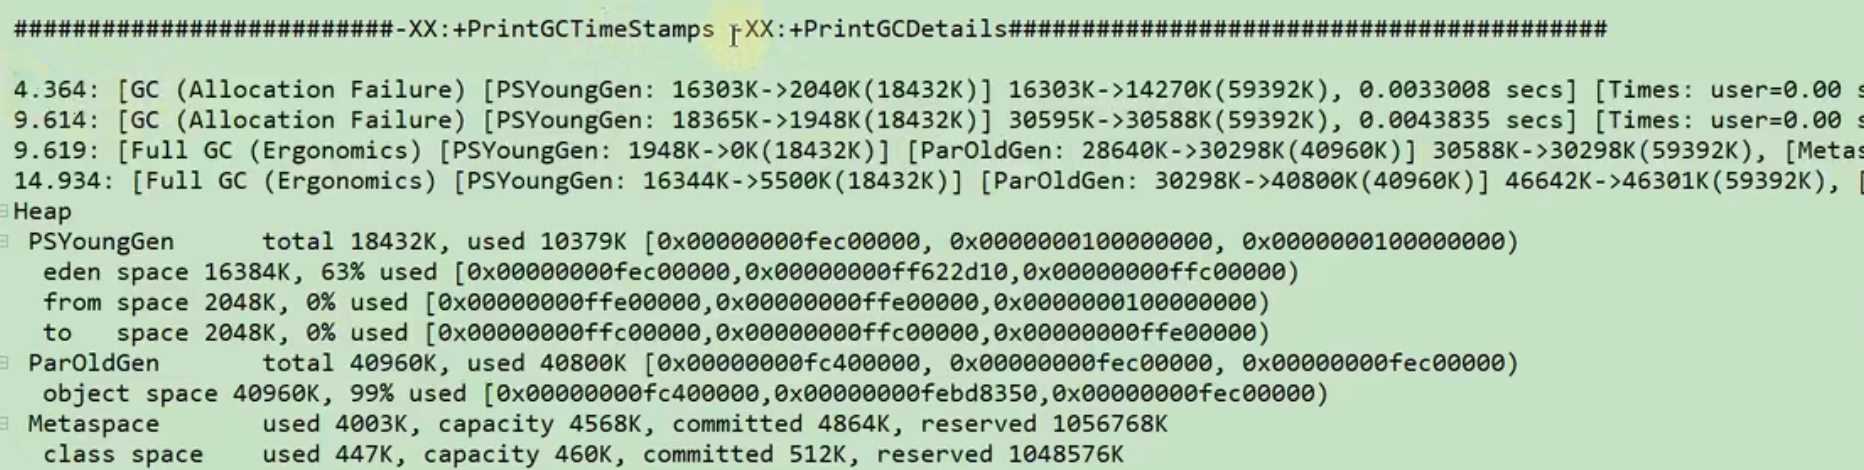 ##########################-XX:+PrintGCTimeStamps -XX:+PrintGCDetails#########################################
4.364: [GC (Allocation Failure) [PSYoungGen: 16303K->2040K(18432K)] 16303K->14270K(59392K), 0.0033008 secs] [Times: user=0.00 s
9.614: [GC (Allocation Failure) [PSYoungGen: 18365K->1948K(18432K)] 30595K->30588K(59392K), 0.0043835 secs] [Times: user=0.00 s
9.619: [Full GC (Ergonomics) [PSYoungGen: 1948K->0K(18432K)] [ParOldGen: 28640K->30298K(40960K)] 30588K->30298K(59392K), [Metas
14.934: [Full GC (Ergonomics) [PSYoungGen: 16344K->5500K(18432K)] [ParOldGen: 30298K->40800K(40960K)] 46642K->46301K(59392K), [
Heap
PSYoungGen      total 18432K, used 10379K [0x00000000fec00000, 0x0000000100000000, 0x0000000100000000)
eden space 16384K, 63% used [0x00000000fec00000,0x00000000ff622d10,0x00000000ffc00000)
from space 2048K, 0% used [0x00000000ffe00000,0x00000000ffe00000,0x0000000100000000)
to   space 2048K, 0% used [0x00000000ffc00000,0x00000000ffc00000,0x00000000ffe00000)
ParOldGen       total 40960K, used 40800K [0x00000000fc400000, 0x00000000fec00000, 0x00000000fec00000)
object space 40960K, 99% used [0x00000000fc400000,0x00000000febd8350,0x00000000fec00000)
Metaspace       used 4003K, capacity 4568K, committed 4864K, reserved 1056768K
class space    used 447K, capacity 460K, committed 512K, reserved 1048576K